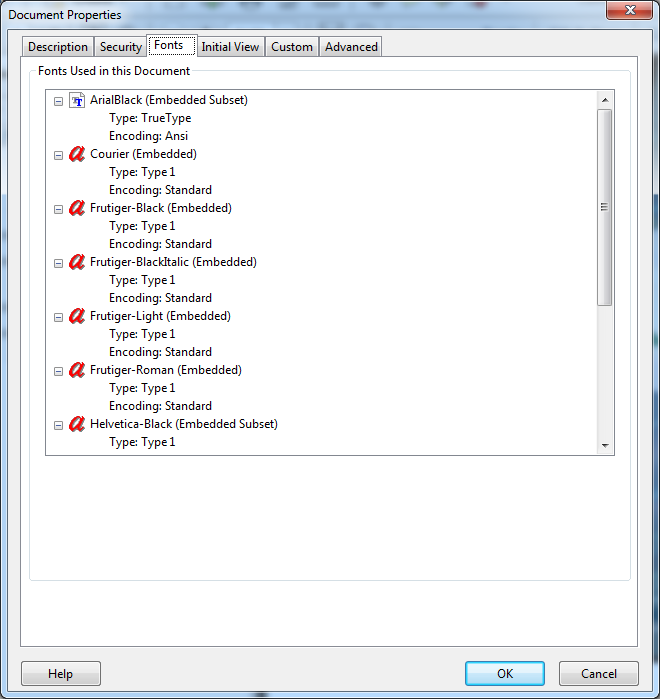 Document Properties
Description Security Fonts Initial View Custom Advanced
Fonts Used in this Document
ArialBlack (Embedded Subset)
Type: TrueType
Encoding: Ansi
Courier (Embedded)
Type: Type 1
Encoding: Standard
Frutiger-Black (Embedded)
Type: Type 1
Encoding: Standard
Frutiger-BlackItalic (Embedded)
Type: Type 1
Encoding: Standard
Frutiger-Light (Embedded)
Type: Type 1
Encoding: Standard
Frutiger-Roman (Embedded)
Type: Type 1
Encoding: Standard
Helvetica-Black (Embedded Subset)
Type: Type 1
Help OK Cancel